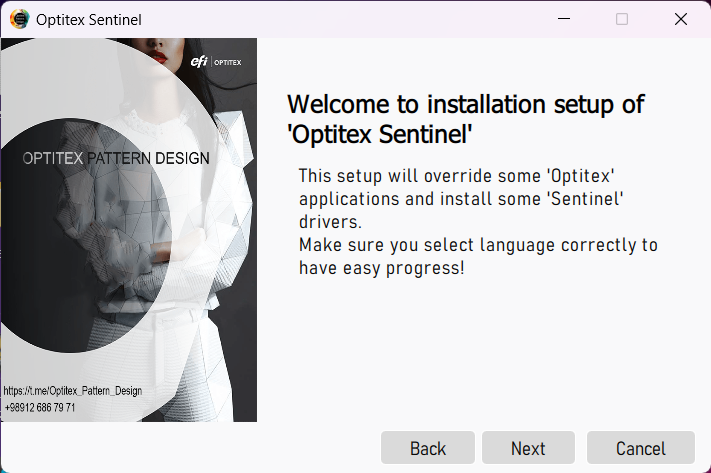 Optitex Sentinel
efi OPTITEX
OPTITEX PATTERN DESIGN
https://t.me/Optitex_Pattern_Design
+98912 686 79 71
Welcome to installation setup of
'Optitex Sentinel'
This setup will override some 'Optitex'
applications and install some 'Sentinel'
drivers.
Make sure you select language correctly to
have easy progress!
Back
Next
Cancel